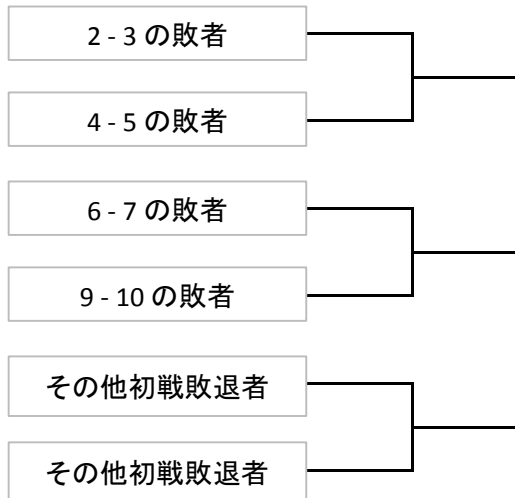 2 - 3 の敗者
4 - 5 の敗者
6 - 7 の敗者
9 - 10 の敗者
その他初戦敗退者
その他初戦敗退者